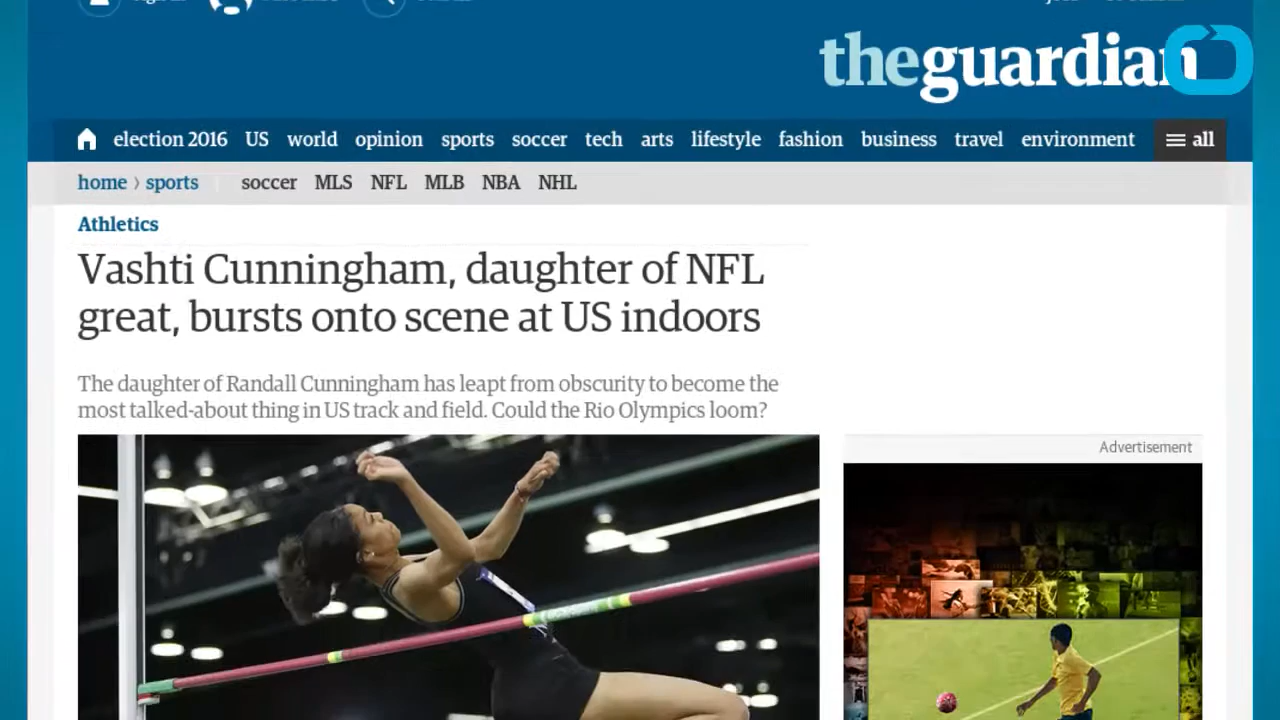 theguardian
election 2016 US world opinion sports soccer tech arts lifestyle fashion business travel environment all
home › sports soccer MLS NFL MLB NBA NHL
Athletics
Vashti Cunningham, daughter of NFL
great, bursts onto scene at US indoors
The daughter of Randall Cunningham has leapt from obscurity to become the
most talked-about thing in US track and field. Could the Rio Olympics loom?
Advertisement